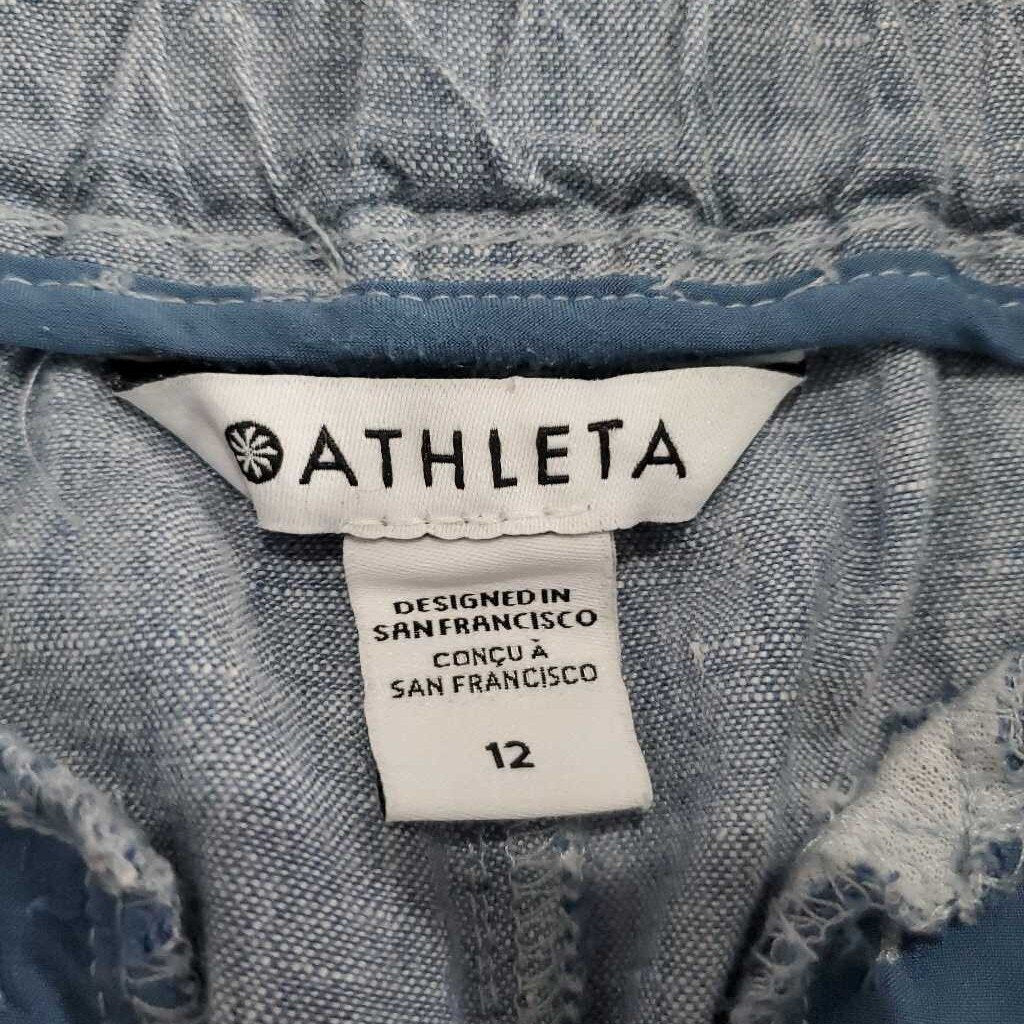 ATHLETA
DESIGNED IN
SAN FRANCISCO
CONÇU À
SAN FRANCISCO
12